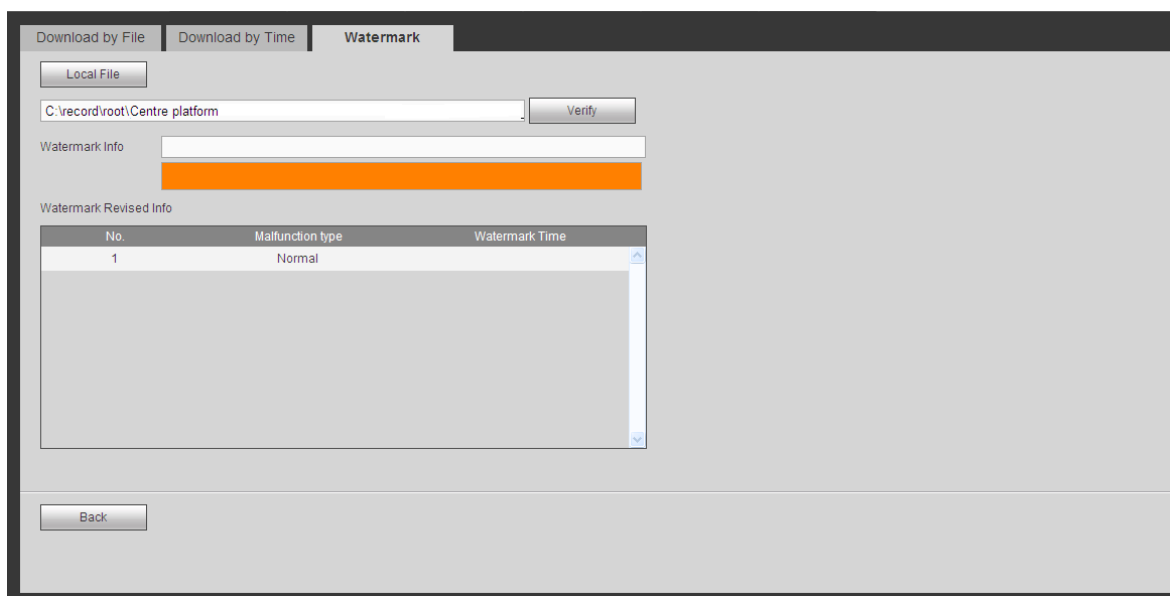 Download by File Download by Time Watermark
Local File
C:\record\root\Centre platform Verify
Watermark Info
Watermark Revised Info
No. Malfunction type Watermark Time
1 Normal
Back